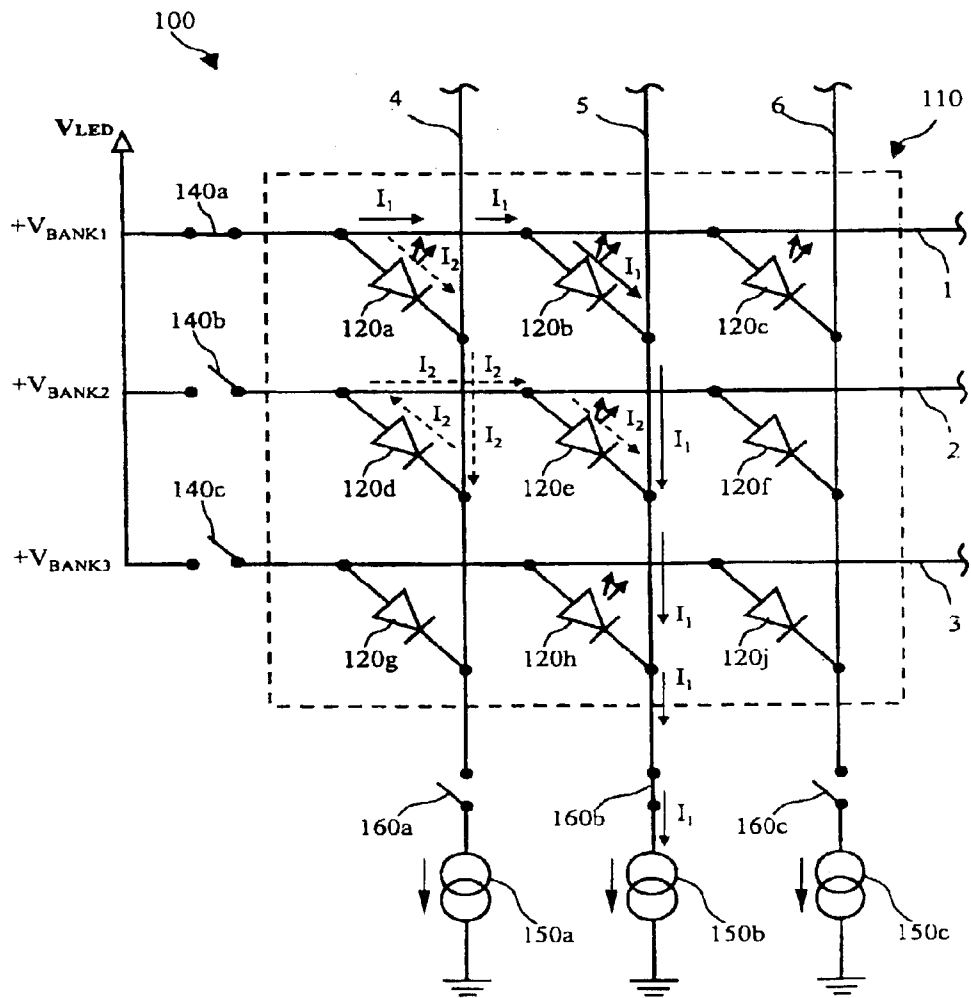 100
4
5
6
110
VLED
140a
+VBANK1
I1
I1
I2
I1
1
120a
120b
120c
140b
+VBANK2
I2
I2
I2
I2
I2
I1
2
120d
120e
120f
140c
+VBANK3
I1
3
120g
120h
120j
I1
160a
160b
I1
160c
150a
150b
150c